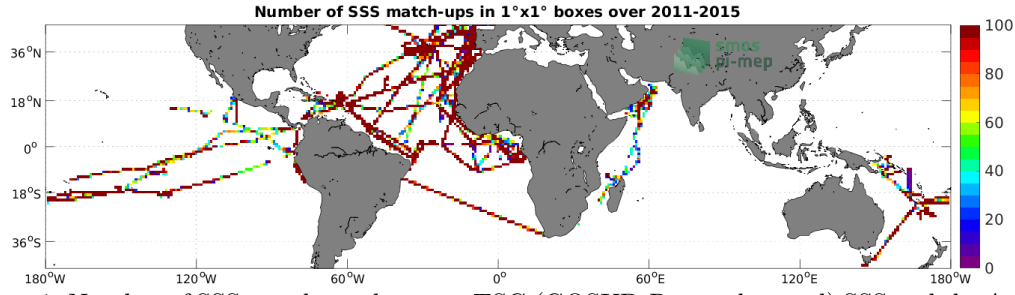 Number of SSS match-ups in 1°x1° boxes over 2011-2015
smos
pi-mep
36°N
18°N
0°
18°S
36°S
180°W 120°W 60°W 0° 60°E 120°E 180°W
100
80
60
40
20
0